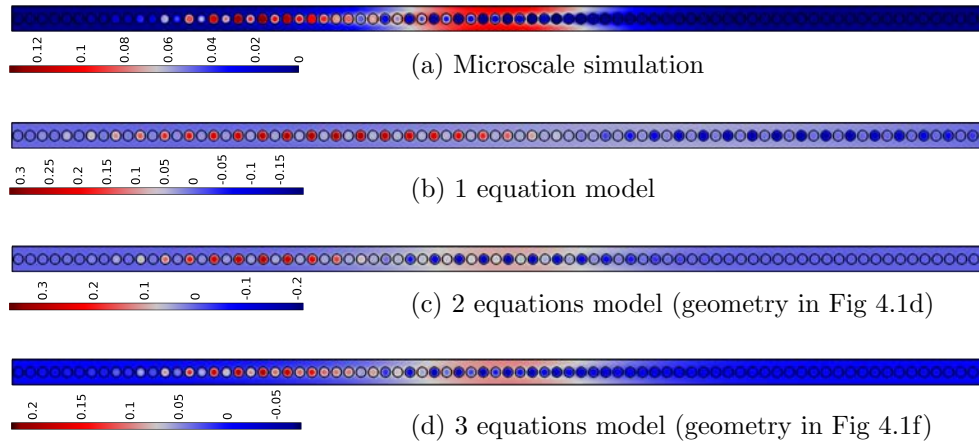 0.12 0.1 0.08 0.06 0.04 0.02 0
(a) Microscale simulation
0.3 0.25 0.2 0.15 0.1 0.05 0 -0.05 -0.1 -0.15
(b) 1 equation model
0.3 0.2 0.1 0 -0.1 -0.2
(c) 2 equations model (geometry in Fig 4.1d)
0.2 0.1 0.05 0 -0.05
(d) 3 equations model (geometry in Fig 4.1f)